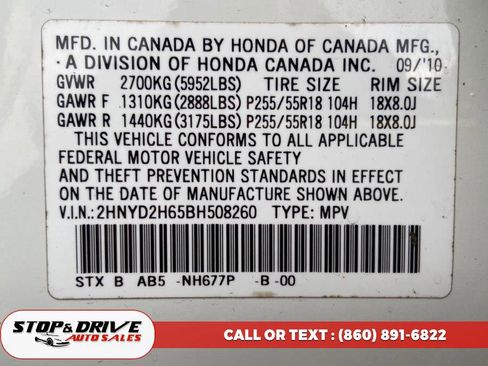 MFD. IN CANADA BY HONDA OF CANADA MFG.,
A DIVISION OF HONDA CANADA INC. 09/'10
GVWR 2700KG (5952LBS) TIRE SIZE RIM SIZE
GAWR F 1310KG (2888LBS) P255/55R18 104H 18X8.0J
GAWR R 1440KG (3175LBS) P255/55R18 104H 18X8.0J
THIS VEHICLE CONFORMS TO ALL APPLICABLE
FEDERAL MOTOR VEHICLE SAFETY
AND THEFT PREVENTION STANDARDS IN EFFECT
ON THE DATE OF MANUFACTURE SHOWN ABOVE.
V.I.N.: 2HNYD2H65BH508260 TYPE: MPV
STX B AB5 -NH677P -B-00
STOP & DRIVE
AUTO SALES
CALL OR TEXT : (860) 891-6822